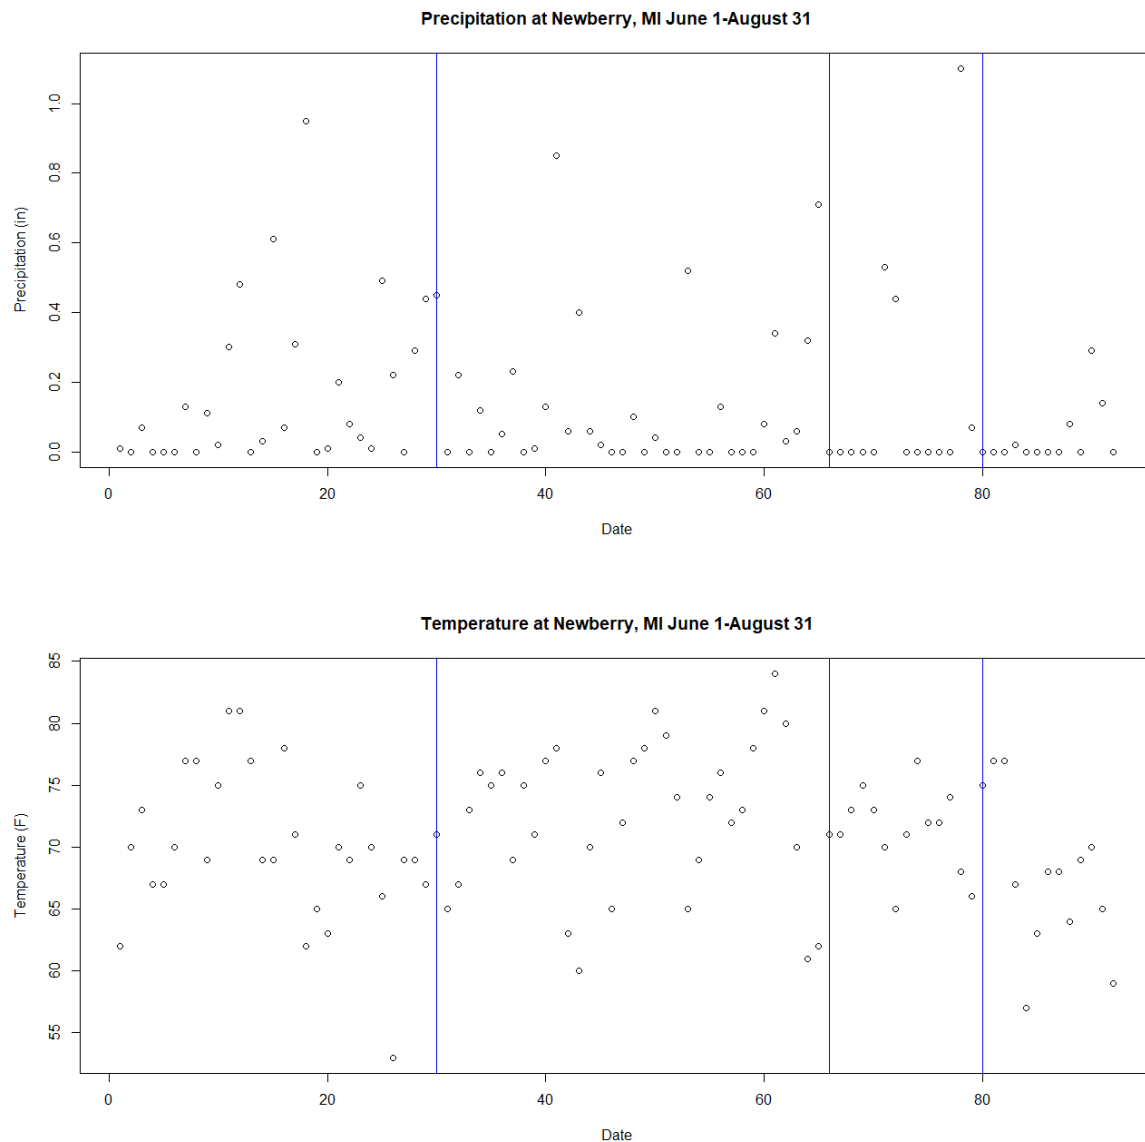 Precipitation at Newberry, MI June 1-August 31
Precipitation (in)
1.0
0.8
0.6
0.4
0.2
0.0
0 20 40 60 80
Date
Temperature at Newberry, MI June 1-August 31
Temperature (F)
85
80
75
70
65
60
55
0 20 40 60 80
Date